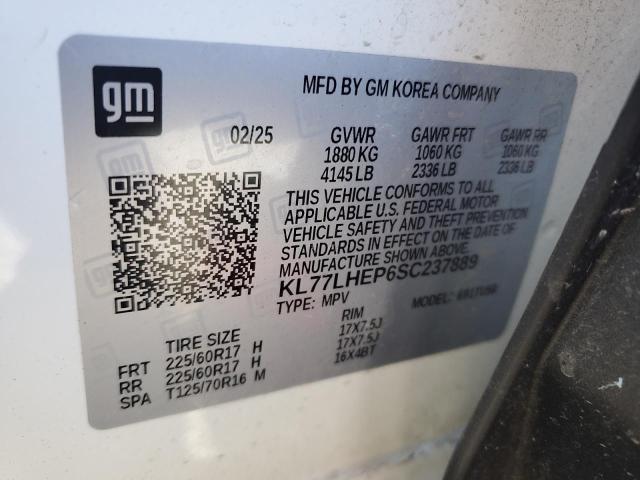 gm
MFD BY GM KOREA COMPANY
02/25 GVWR GAWR FRT GAWR RR
1880 KG 1060 KG 1060 KG
4145 LB 2336 LB 2336 LB
THIS VEHICLE CONFORMS TO ALL
APPLICABLE U.S. FEDERAL MOTOR
VEHICLE SAFETY AND THEFT PREVENTION
STANDARDS IN EFFECT ON THE DATE OF
MANUFACTURE SHOWN ABOVE.
KL77LHEP6SC237889
TYPE: MPV MODEL:
TIRE SIZE RIM
FRT 225/60R17 H 17X7.5J
RR 225/60R17 H 17X7.5J
SPA T125/70R16 M 16X4BT